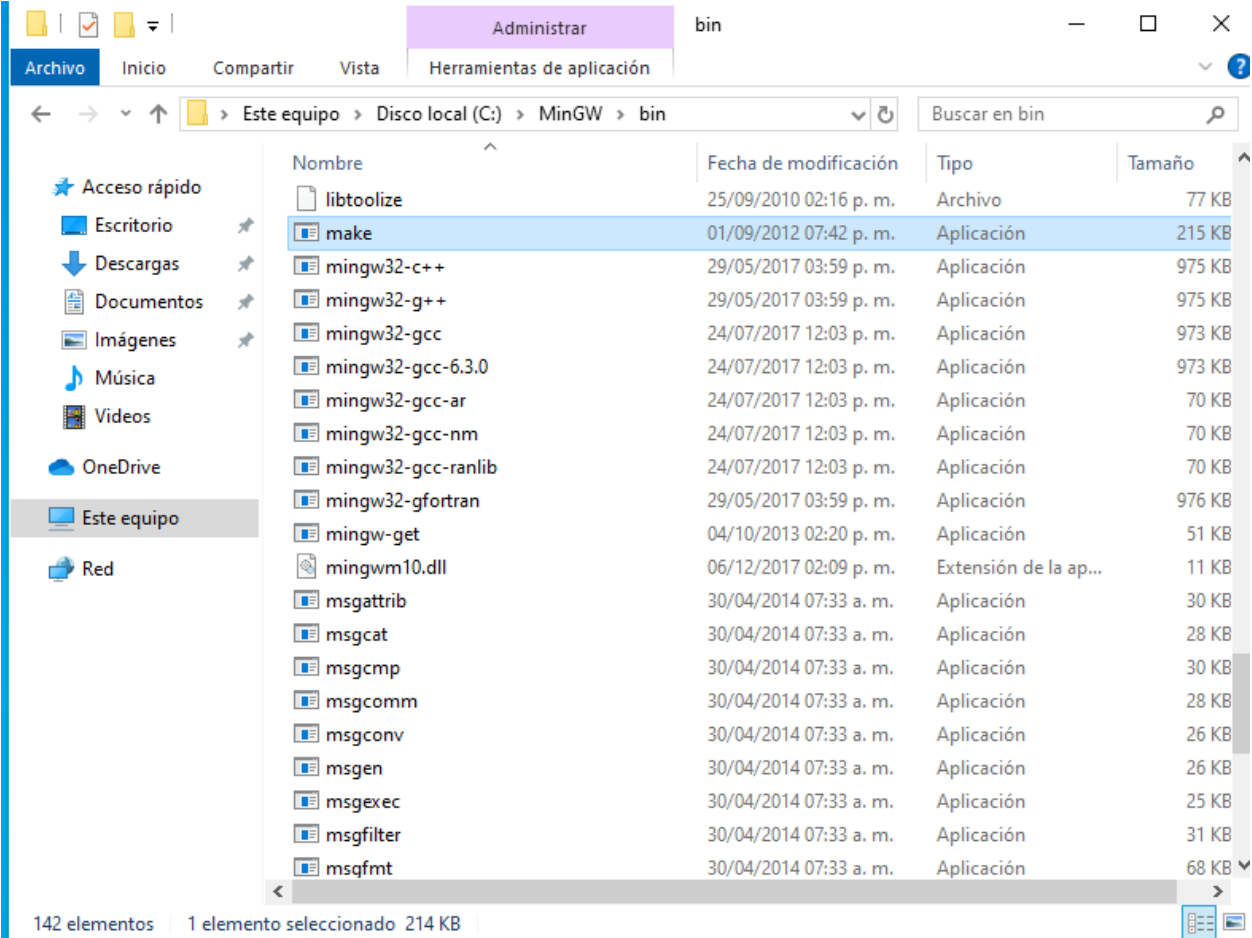 Administrar bin
Archivo Inicio Compartir Vista Herramientas de aplicación ?
Este equipo > Disco local (C:) > MinGW > bin Buscar en bin
Nombre Fecha de modificación Tipo Tamaño
Acceso rápido
Escritorio
Descargas
Documentos
Imágenes
Música
Videos
OneDrive
Este equipo
Red
libtoolize 25/09/2010 02:16 p. m. Archivo 77 KB
make 01/09/2012 07:42 p. m. Aplicación 215 KB
mingw32-c++ 29/05/2017 03:59 p. m. Aplicación 975 KB
mingw32-g++ 29/05/2017 03:59 p. m. Aplicación 975 KB
mingw32-gcc 24/07/2017 12:03 p. m. Aplicación 973 KB
mingw32-gcc-6.3.0 24/07/2017 12:03 p. m. Aplicación 973 KB
mingw32-gcc-ar 24/07/2017 12:03 p. m. Aplicación 70 KB
mingw32-gcc-nm 24/07/2017 12:03 p. m. Aplicación 70 KB
mingw32-gcc-ranlib 24/07/2017 12:03 p. m. Aplicación 70 KB
mingw32-gfortran 29/05/2017 03:59 p. m. Aplicación 976 KB
mingw-get 04/10/2013 02:20 p. m. Aplicación 51 KB
mingwm10.dll 06/12/2017 02:09 p. m. Extensión de la ap... 11 KB
msgattrib 30/04/2014 07:33 a. m. Aplicación 30 KB
msgcat 30/04/2014 07:33 a. m. Aplicación 28 KB
msgcmp 30/04/2014 07:33 a. m. Aplicación 30 KB
msgcomm 30/04/2014 07:33 a. m. Aplicación 28 KB
msgconv 30/04/2014 07:33 a. m. Aplicación 26 KB
msgen 30/04/2014 07:33 a. m. Aplicación 26 KB
msgexec 30/04/2014 07:33 a. m. Aplicación 25 KB
msgfilter 30/04/2014 07:33 a. m. Aplicación 31 KB
msgfmt 30/04/2014 07:33 a. m. Aplicación 68 KB
142 elementos 1 elemento seleccionado 214 KB